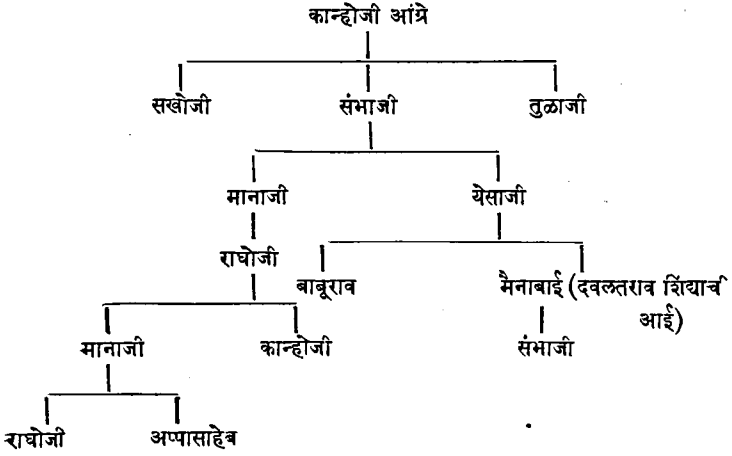 कान्होजी आंग्रे
सखोजी संभाजी तुळाजी
मानाजी येसाजी
राघोजी
बाबूराव मैनाबाई (दवलतराव शिंद्याची
आई)
मानाजी कान्होजी संभाजी
राघोजी अप्पासाहेब